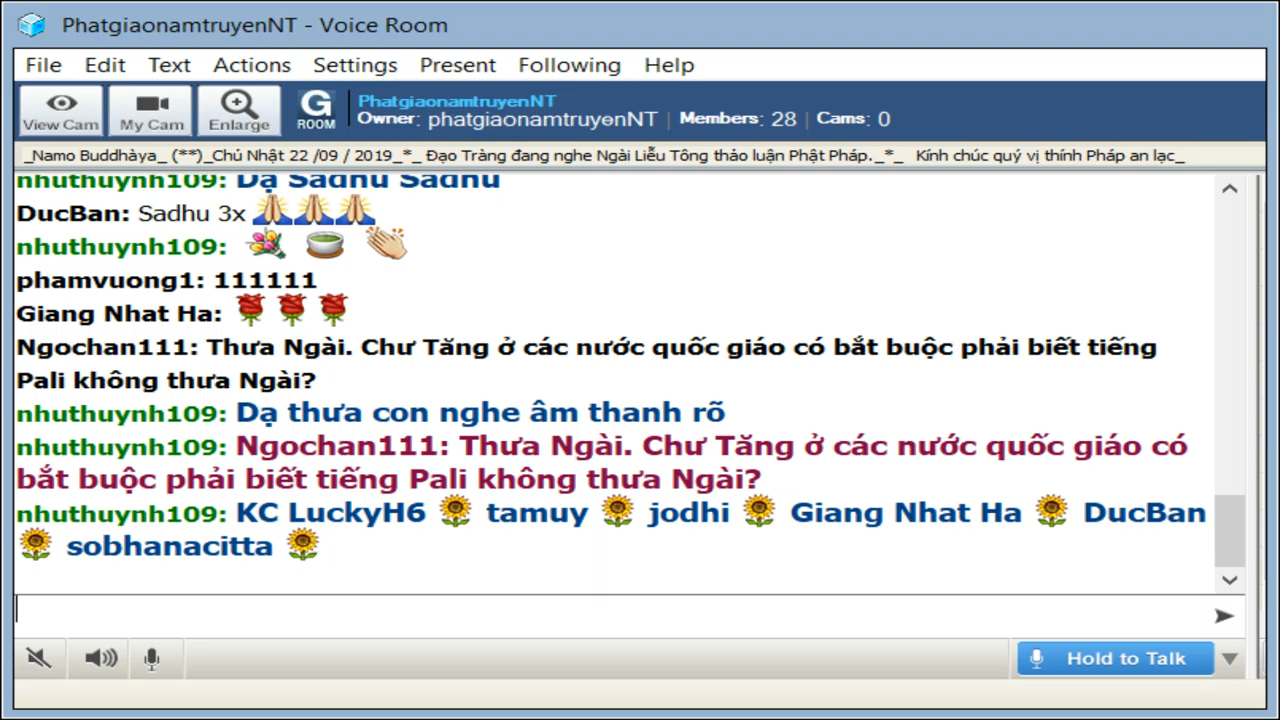 PhatgiaonamtruyenNT - Voice Room
File Edit Text Actions Settings Present Following Help
View Cam My Cam Enlarge G ROOM
PhatgiaonamtruyenNT
Owner: phatgiaonamtruyenNT | Members: 28 | Cams: 0
_Namo Buddhàya_ (**)_Chủ Nhật 22 /09 / 2019_*_ Đạo Tràng đang nghe Ngài Liễu Tông thảo luận Phật Pháp._*_ Kính chúc quý vị thính Pháp an lạc_
nhuthuynh109: Dạ Sadhu Sadhu
DucBan: Sadhu 3x
nhuthuynh109:
phamvuong1: 111111
Giang Nhat Ha:
Ngochan111: Thưa Ngài. Chư Tăng ở các nước quốc giáo có bắt buộc phải biết tiếng
Pali không thưa Ngài?
nhuthuynh109: Dạ thưa con nghe âm thanh rõ
nhuthuynh109: Ngochan111: Thưa Ngài. Chư Tăng ở các nước quốc giáo có
bắt buộc phải biết tiếng Pali không thưa Ngài?
nhuthuynh109: KC LuckyH6 🌻 tamuy 🌻 jodhi 🌻 Giang Nhat Ha 🌻 DucBan
🌻 sobhanacitta 🌻
Hold to Talk